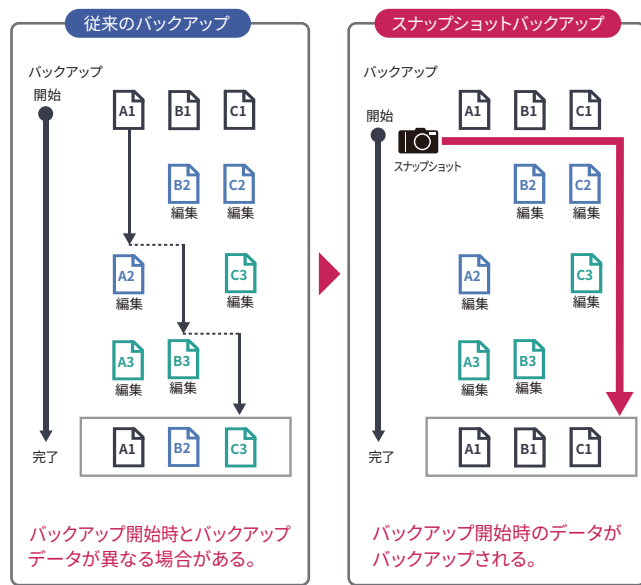 従来のバックアップ
バックアップ
開始
A1 B1 C1
B2 C2
編集 編集
A2 C3
編集 編集
A3 B3
編集 編集
完了
A1 B2 C3
バックアップ開始時とバックアップ
データが異なる場合がある。
スナップショットバックアップ
バックアップ
開始
A1 B1 C1
スナップショット
B2 C2
編集 編集
A2 C3
編集 編集
A3 B3
編集 編集
完了
A1 B1 C1
バックアップ開始時のデータが
バックアップされる。